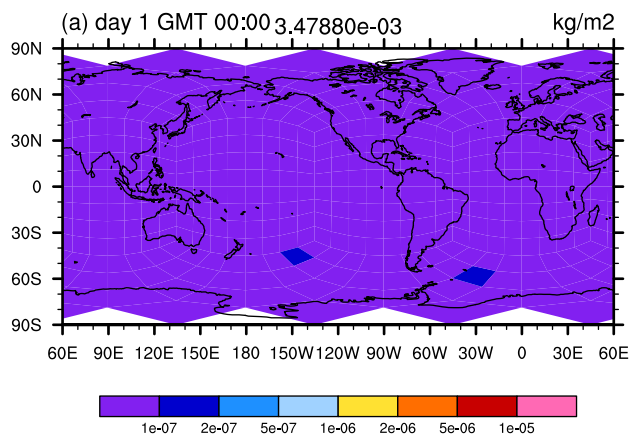 (a) day 1 GMT 00:00 3.47880e-03 kg/m2
90N
60N
30N
0
30S
60S
90S
60E 90E 120E 150E 180 150W 120W 90W 60W 30W 0 30E 60E
1e-07 2e-07 5e-07 1e-06 2e-06 5e-06 1e-05